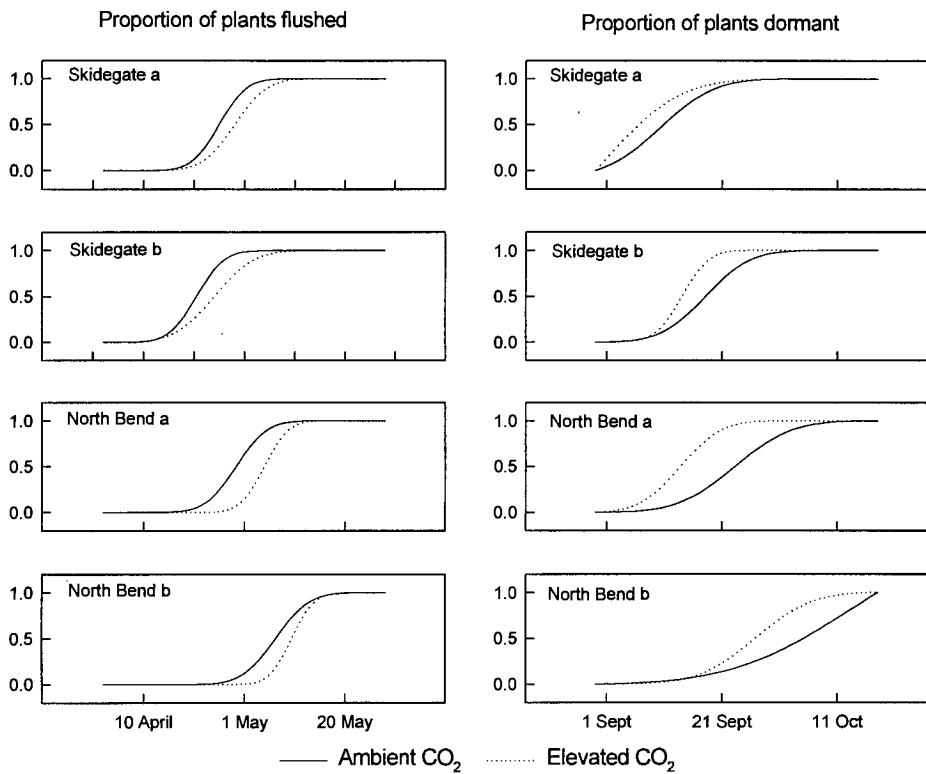 Proportion of plants flushed
Proportion of plants dormant
Skidegate a
1.0
0.5
0.0
Skidegate a
1.0
0.5
0.0
Skidegate b
1.0
0.5
0.0
Skidegate b
1.0
0.5
0.0
North Bend a
1.0
0.5
0.0
North Bend a
1.0
0.5
0.0
North Bend b
1.0
0.5
0.0
North Bend b
1.0
0.5
0.0
10 April 1 May 20 May
1 Sept 21 Sept 11 Oct
Ambient CO₂ Elevated CO₂